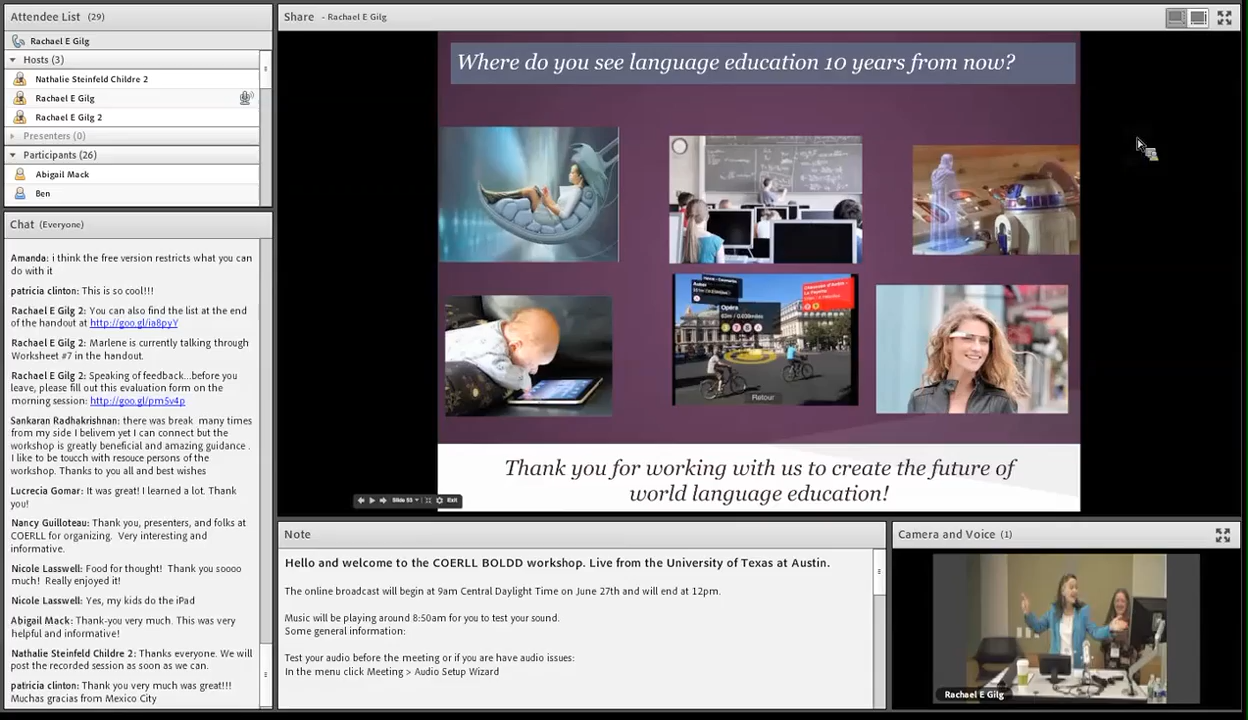 Attendee List (29)
Rachael E Gilg
Hosts (3)
Nathalie Steinfeld Childre 2
Rachael E Gilg
Rachael E Gilg 2
Presenters (0)
Participants (26)
Abigail Mack
Ben
Chat (Everyone)
Amanda: i think the free version restricts what you can
do with it
patricia clinton: This is so cool!!!
Rachael E Gilg 2: You can also find the list at the end
of the handout at http://goo.gl/ia8pyY
Rachael E Gilg 2: Marlene is currently talking through
Worksheet #7 in the handout.
Rachael E Gilg 2: Speaking of feedback...before you
leave, please fill out this evaluation form on the
morning session: http://goo.gl/pm5v4p
Sankaran Radhakrishnan: there was break many times
from my side I belivem yet I can connect but the
workshop is greatly beneficial and amazing guidance .
I like to be touch with resouce persons of the
workshop. Thanks to you all and best wishes
Lucrecia Gomar: It was great! I learned a lot. Thank
you!
Nancy Guilloteau: Thank you, presenters, and folks at
COERLL for organizing. Very interesting and
informative.
Nicole Lasswell: Food for thought! Thank you soooo
much! Really enjoyed it!
Nicole Lasswell: Yes, my kids do the iPad
Abigail Mack: Thank-you very much. This was very
helpful and informative!
Nathalie Steinfeld Childre 2: Thanks everyone. We will
post the recorded session as soon as we can.
patricia clinton: Thank you very much was great!!!
Muchas gracias from Mexico City
Share - Rachael E Gilg
Where do you see language education 10 years from now?
Opéra
Retour
Thank you for working with us to create the future of
world language education!
Slide 53
Exit
Note
Hello and welcome to the COERLL BOLDD workshop. Live from the University of Texas at Austin.
The online broadcast will begin at 9am Central Daylight Time on June 27th and will end at 12pm.
Music will be playing around 8:50am for you to test your sound.
Some general information:
Test your audio before the meeting or if you are have audio issues:
In the menu click Meeting > Audio Setup Wizard
Camera and Voice (1)
Rachael E Gilg